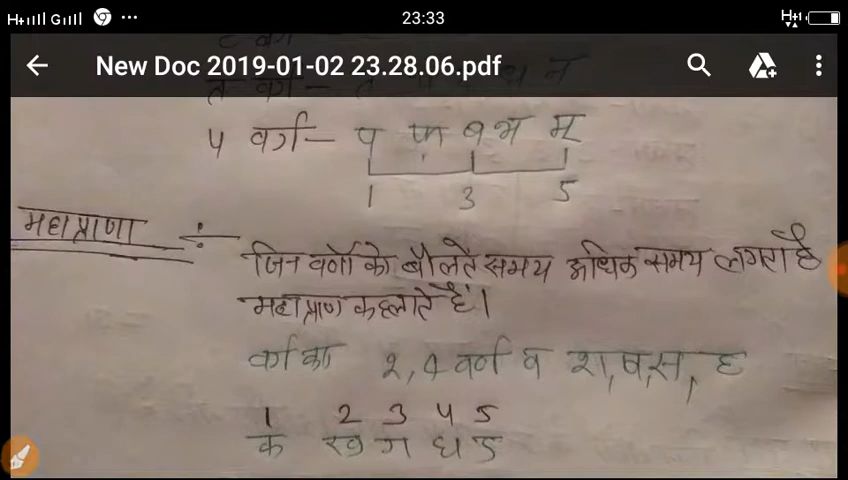 23:33
New Doc 2019-01-02 23.28.06.pdf
त वर्ग – त
प वर्ग – प फ ब भ म
1 3 5
महाप्राण ÷
जिन वर्णो को बोलते समय अधिक समय लगता है
महाप्राण कहलाते हैं।
वर्ग का 2, 4 वर्ण व श, ष, स, ह
1 2 3 4 5
क ख ग घ ङ